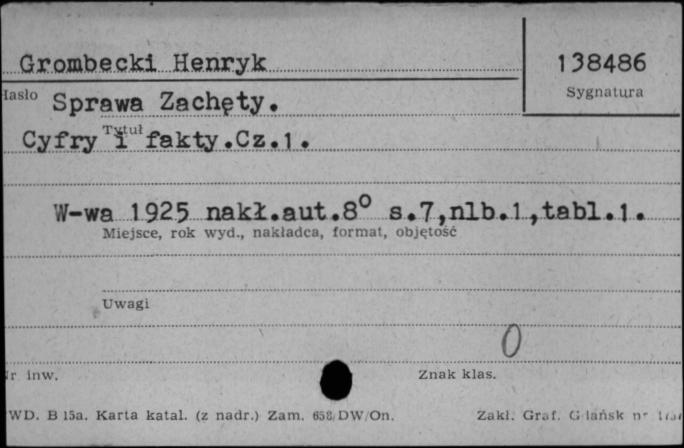 Grombecki Henryk
138486
Hasło
Sygnatura
Sprawa Zachęty.
Tytuł
Cyfry i fakty.Cz.1.
W-wa 1925 nakł.aut.8° s.7,nlb.1,tabl.1.
Miejsce, rok wyd., nakładca, format, objętość
Uwagi
0
Nr inw.
Znak klas.
WD. B 15a. Karta katal. (z nadr.) Zam. 658/DW/On.
Zakł. Graf. Gdańsk nr